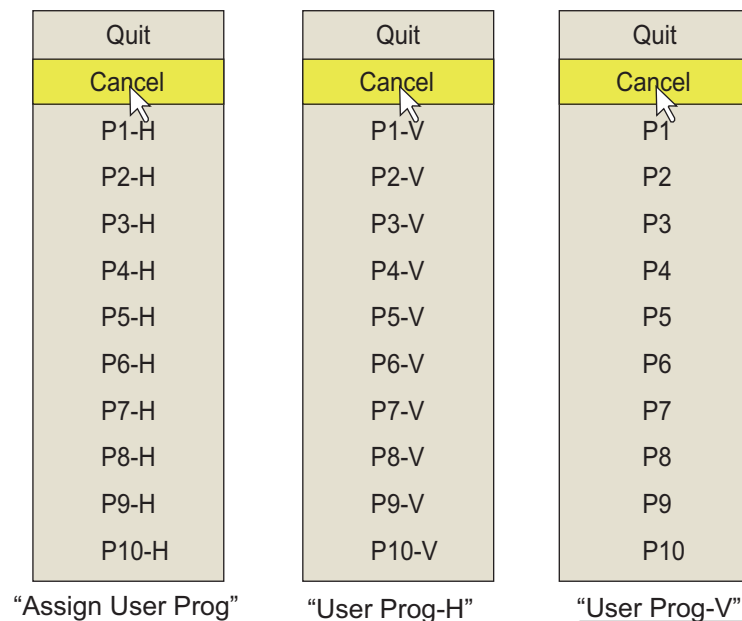 Quit
Cancel
P1-H
P2-H
P3-H
P4-H
P5-H
P6-H
P7-H
P8-H
P9-H
P10-H
“Assign User Prog”
Quit
Cancel
P1-V
P2-V
P3-V
P4-V
P5-V
P6-V
P7-V
P8-V
P9-V
P10-V
“User Prog-H”
Quit
Cancel
P1
P2
P3
P4
P5
P6
P7
P8
P9
P10
“User Prog-V”